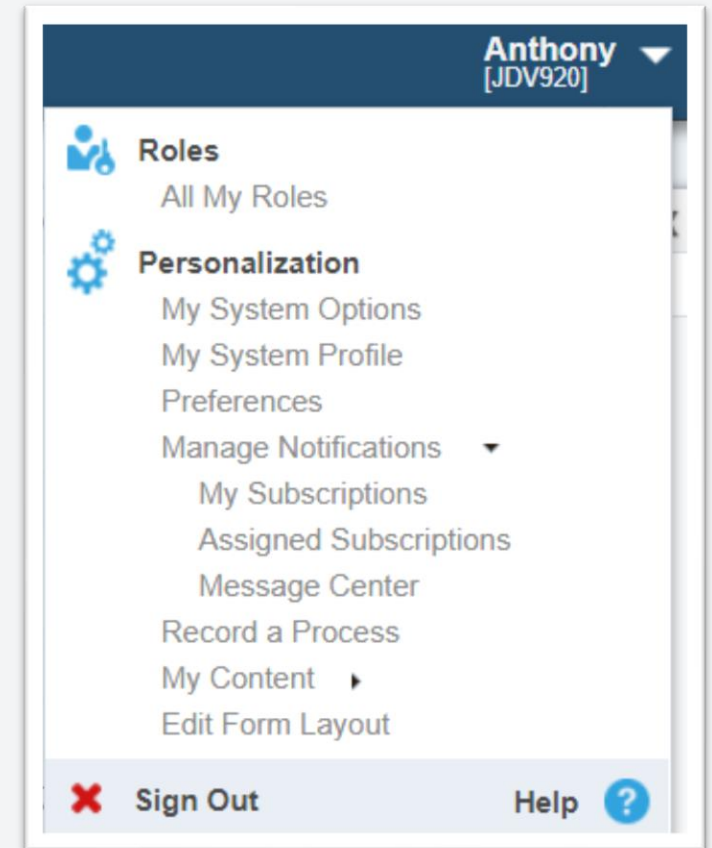 Anthony
[JDV920]
Roles
All My Roles
Personalization
My System Options
My System Profile
Preferences
Manage Notifications
My Subscriptions
Assigned Subscriptions
Message Center
Record a Process
My Content
Edit Form Layout
Sign Out Help ?